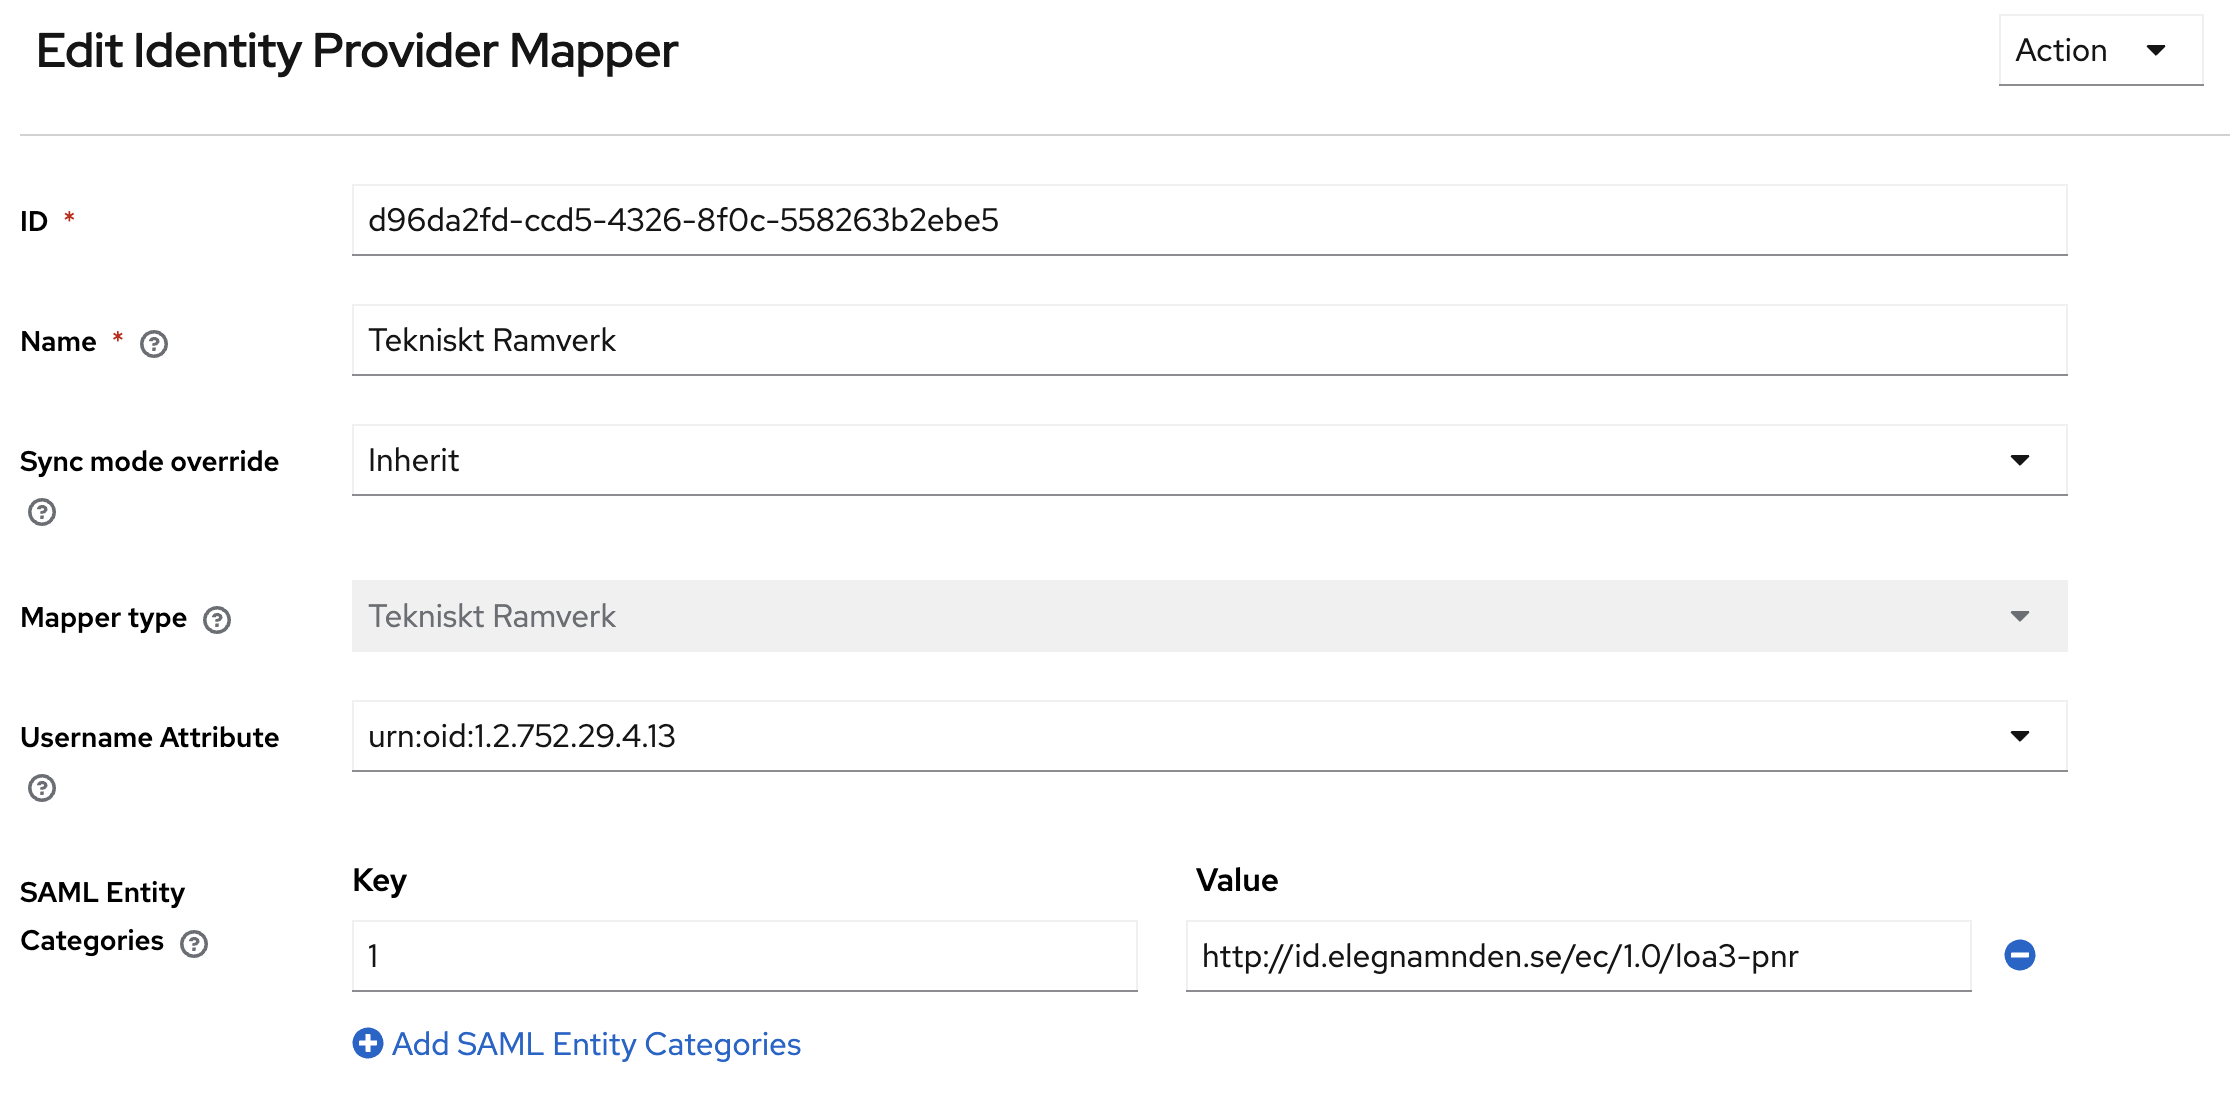 Edit Identity Provider Mapper
Action
ID *
d96da2fd-ccd5-4326-8f0c-558263b2ebe5
Name *
Tekniskt Ramverk
Sync mode override
Inherit
Mapper type
Tekniskt Ramverk
Username Attribute
urn:oid:1.2.752.29.4.13
SAML Entity
Categories
Key
Value
1
http://id.elegnamnden.se/ec/1.0/loa3-pnr
Add SAML Entity Categories